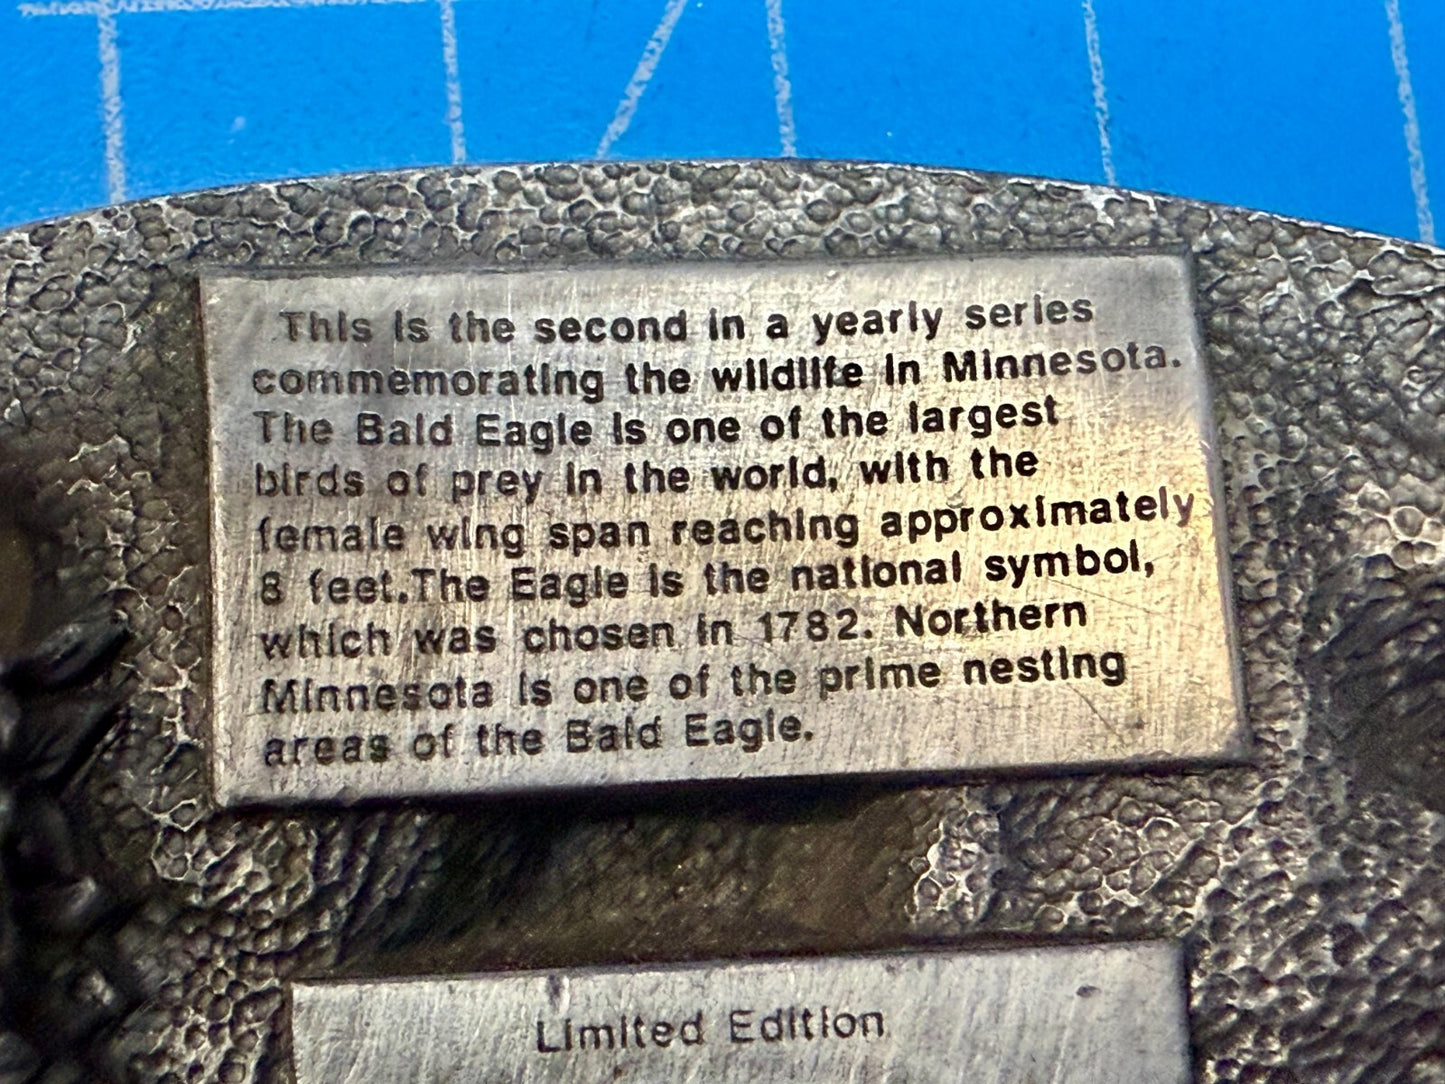 This is the second in a yearly series
commemorating the wildlife in Minnesota.
The Bald Eagle is one of the largest
birds of prey in the world, with the
female wing span reaching approximately
8 feet.The Eagle is the national symbol,
which was chosen in 1782. Northern
Minnesota is one of the prime nesting
areas of the Bald Eagle.
Limited Edition